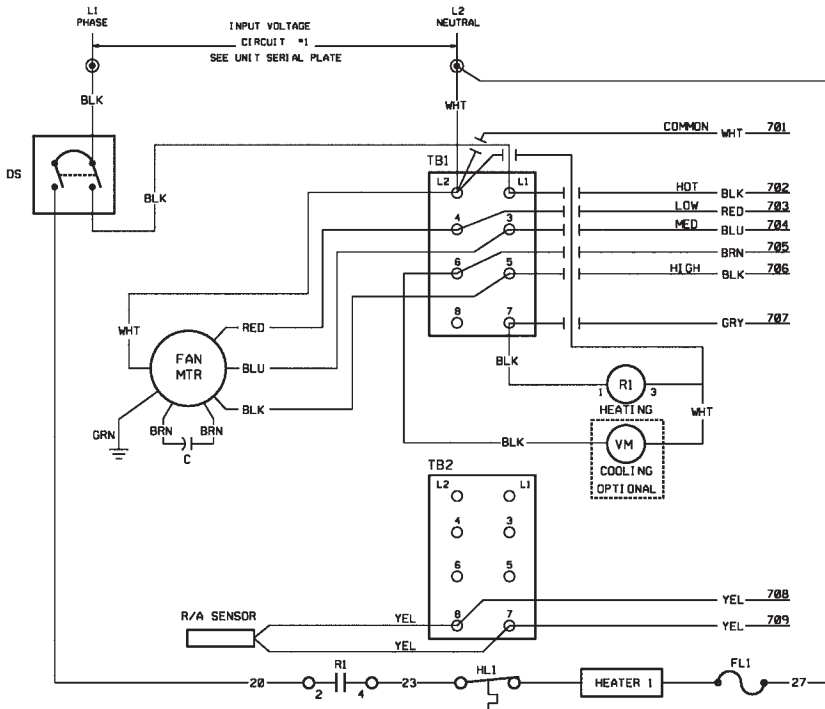 L1
PHASE
L2
NEUTRAL
INPUT VOLTAGE
CIRCUIT #1
SEE UNIT SERIAL PLATE
BLK
WHT
COMMON WHT 701
DS
TB1
BLK
L2 L1
HOT BLK 702
LOW RED 703
4 3
MED BLU 704
BRN 705
6 5
HIGH BLK 706
8 7
GRY 707
WHT
RED
FAN
MTR
BLU
BLK
BLK
1 R1 3
HEATING
WHT
GRN
BRN BRN
C
BLK
VM
COOLING
OPTIONAL
TB2
L2 L1
4 3
6 5
YEL 708
R/A SENSOR
YEL
8 7
YEL 709
YEL
R1
HL1
FL1
20
2 4
23
HEATER 1
27